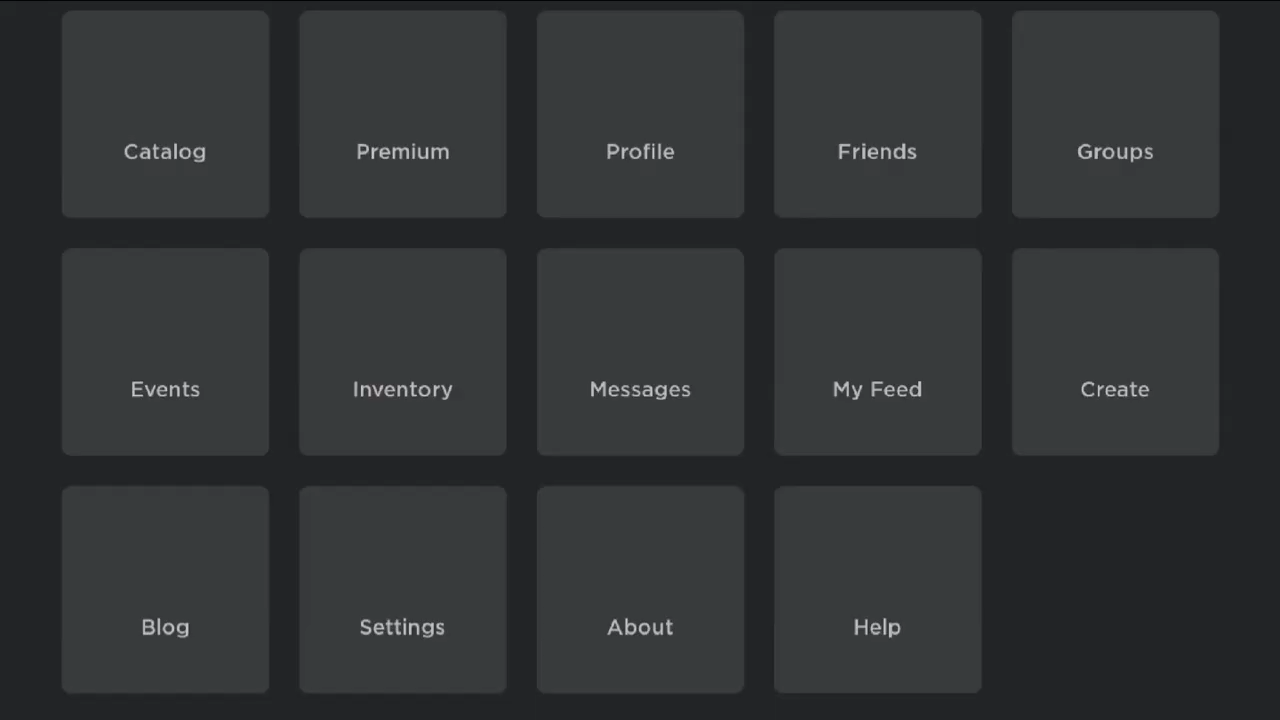 Catalog
Premium
Profile
Friends
Groups
Events
Inventory
Messages
My Feed
Create
Blog
Settings
About
Help